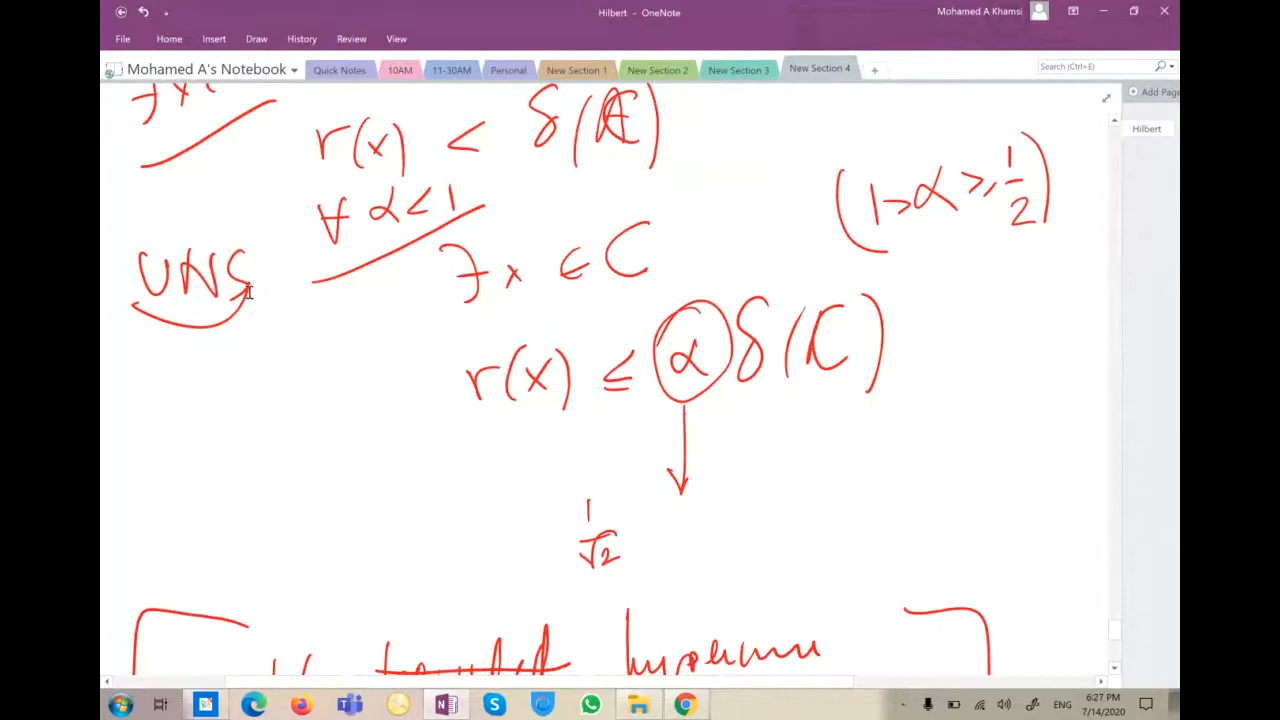 Hilbert - OneNote
Mohamed A Khamsi
File Home Insert Draw History Review View
Mohamed A's Notebook
Quick Notes 10AM 11-30AM Personal New Section 1 New Section 2 New Section 3 New Section 4 +
Search (Ctrl+E)
Add Page
Hilbert
r(x) < δ(C)
(1 > α ≥ 1/2)
∀ α < 1
UNS
∃ x ∈ C
r(x) ≤ α δ(C)
1/√2
ENG
6:27 PM
7/14/2020